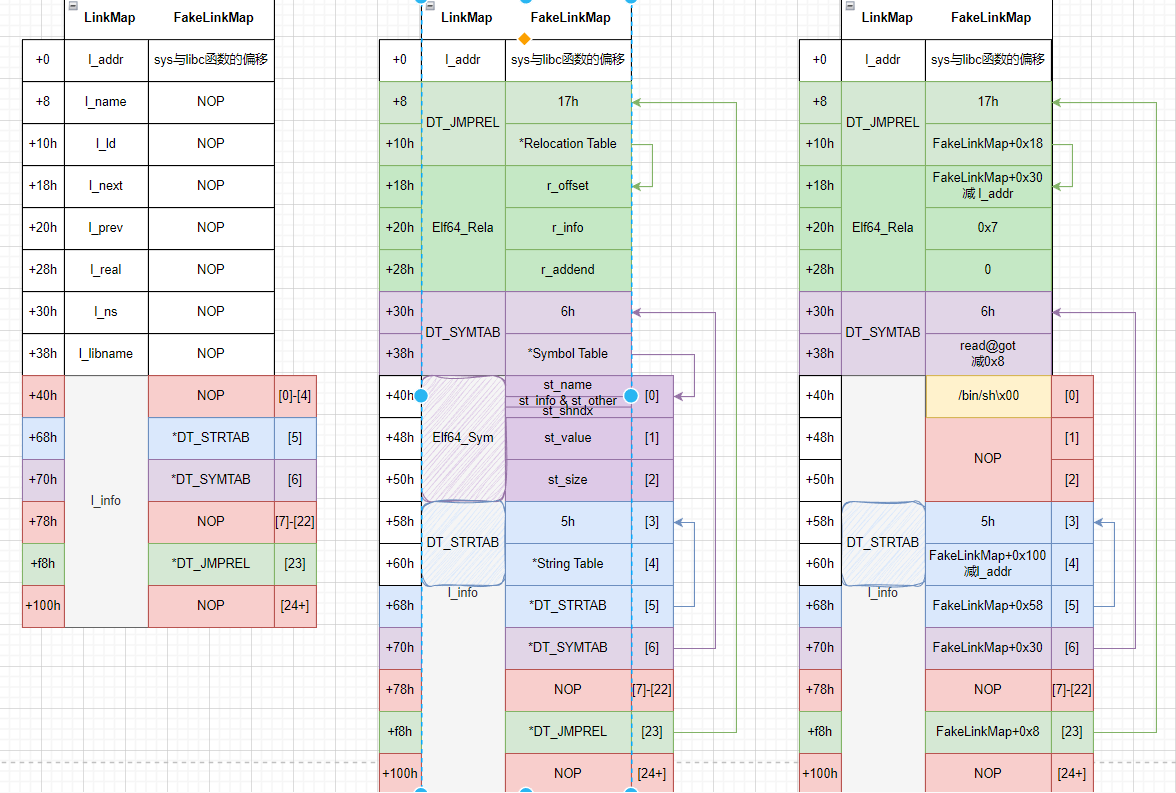 LinkMap FakeLinkMap
+0 l_addr sys与libc函数的偏移
+8 l_name NOP
+10h l_ld NOP
+18h l_next NOP
+20h l_prev NOP
+28h l_real NOP
+30h l_ns NOP
+38h l_libname NOP
+40h NOP [0]-[4]
+68h *DT_STRTAB [5]
+70h *DT_SYMTAB [6]
l_info
+78h NOP [7]-[22]
+f8h *DT_JMPREL [23]
+100h NOP [24+]
LinkMap FakeLinkMap
+0 l_addr sys与libc函数的偏移
+8 17h
DT_JMPREL
+10h *Relocation Table
+18h r_offset
+20h Elf64_Rela r_info
+28h r_addend
+30h 6h
DT_SYMTAB
+38h *Symbol Table
st_name
+40h st_info & st_other [0]
st_shndx
+48h Elf64_Sym st_value [1]
+50h st_size [2]
+58h 5h [3]
DT_STRTAB
+60h *String Table [4]
l_info
+68h *DT_STRTAB [5]
+70h *DT_SYMTAB [6]
+78h NOP [7]-[22]
+f8h *DT_JMPREL [23]
+100h NOP [24+]
LinkMap FakeLinkMap
+0 l_addr sys与libc函数的偏移
+8 17h
DT_JMPREL
+10h FakeLinkMap+0x18
+18h FakeLinkMap+0x30
减 l_addr
+20h Elf64_Rela 0x7
+28h 0
+30h 6h
DT_SYMTAB
+38h read@got
减0x8
+40h /bin/sh\x00 [0]
+48h [1]
NOP
+50h [2]
+58h 5h [3]
DT_STRTAB
+60h FakeLinkMap+0x100 [4]
减l_addr
l_info
+68h FakeLinkMap+0x58 [5]
+70h FakeLinkMap+0x30 [6]
+78h NOP [7]-[22]
+f8h FakeLinkMap+0x8 [23]
+100h NOP [24+]